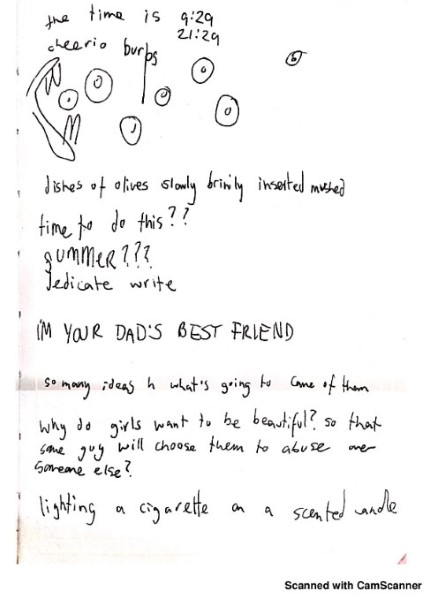 the time is 9:29
21:29
cheerio burps
dishes of olives slowly brinily inserted mushed
time to do this??
SUMMER???
dedicate write
I'M YOUR DAD'S BEST FRIEND
so many ideas h what's going to come of them
why do girls want to be beautiful? so that
some guy will choose them to abuse over
someone else?
lighting a cigarette on a scented candle
Scanned with CamScanner